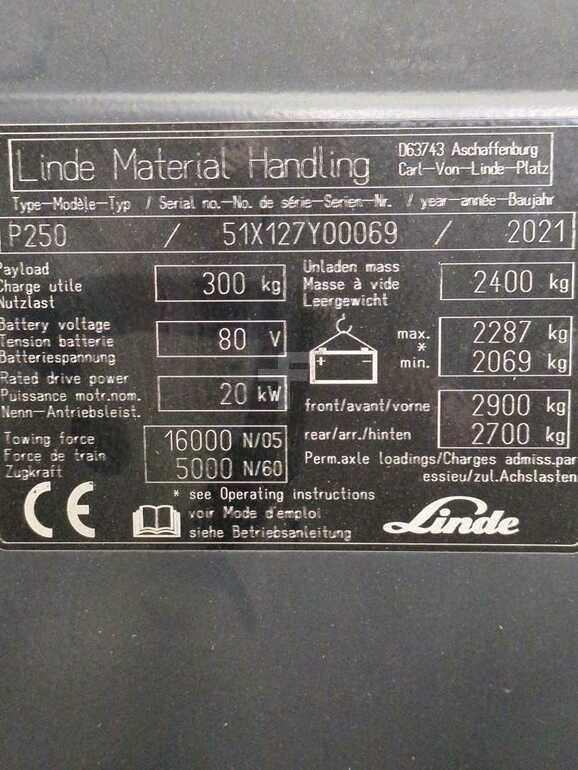 Linde Material Handling
D63743 Aschaffenburg
Carl-Von-Linde-Platz
Type-Modèle-Typ / Serial no.-No. de série-Serien-Nr. / year-année-Baujahr
P250 / 51X127Y00069 / 2021
Payload
Charge utile
Nutzlast
300 kg
Battery voltage
Tension batterie
Batteriespannung
80 V
Rated drive power
Puissance motr.nom.
Nenn-Antriebsleist.
20 kW
Towing force
Force de train
Zugkraft
16000 N/05
5000 N/60
Unladen mass
Masse à vide
Leergewicht
2400 kg
max. 2287 kg
*
min. 2069 kg
front/avant/vorne 2900 kg
rear/arr./hinten 2700 kg
Perm.axle loadings/Charges admiss.par
essieu/zul.Achslasten
* see Operating instructions
voir Mode d'emploi
siehe Betriebsanleitung
CE
Linde